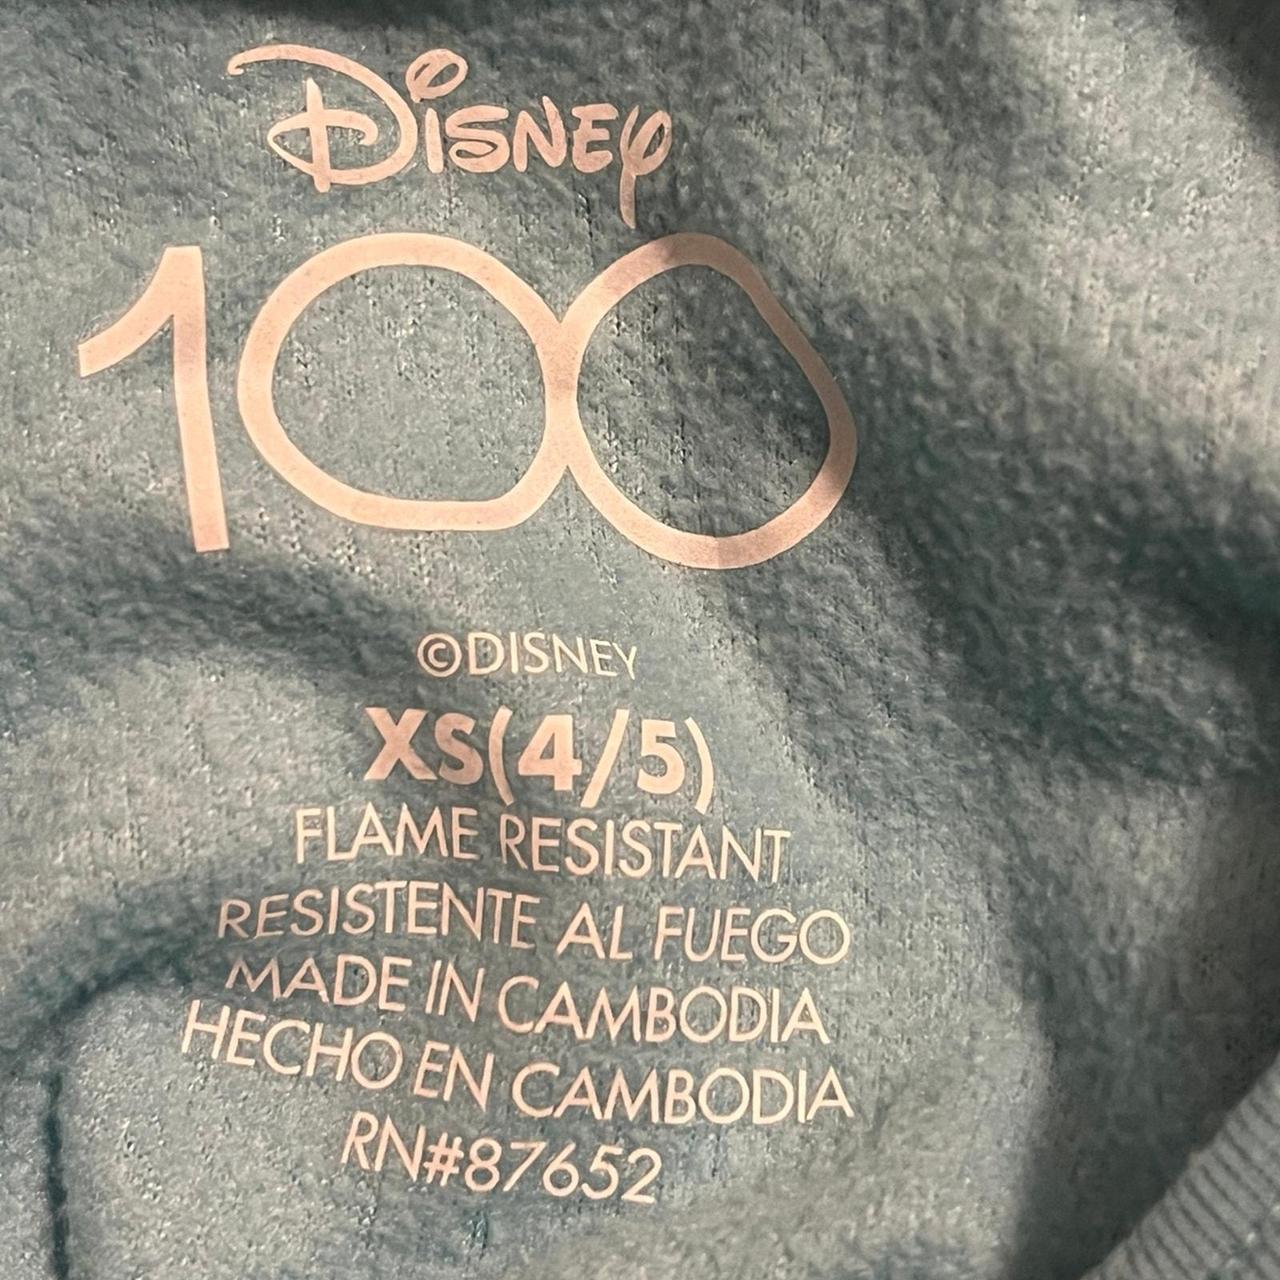 Disney
100
©DISNEY
XS(4/5)
FLAME RESISTANT
RESISTENTE AL FUEGO
MADE IN CAMBODIA
HECHO EN CAMBODIA
RN#87652